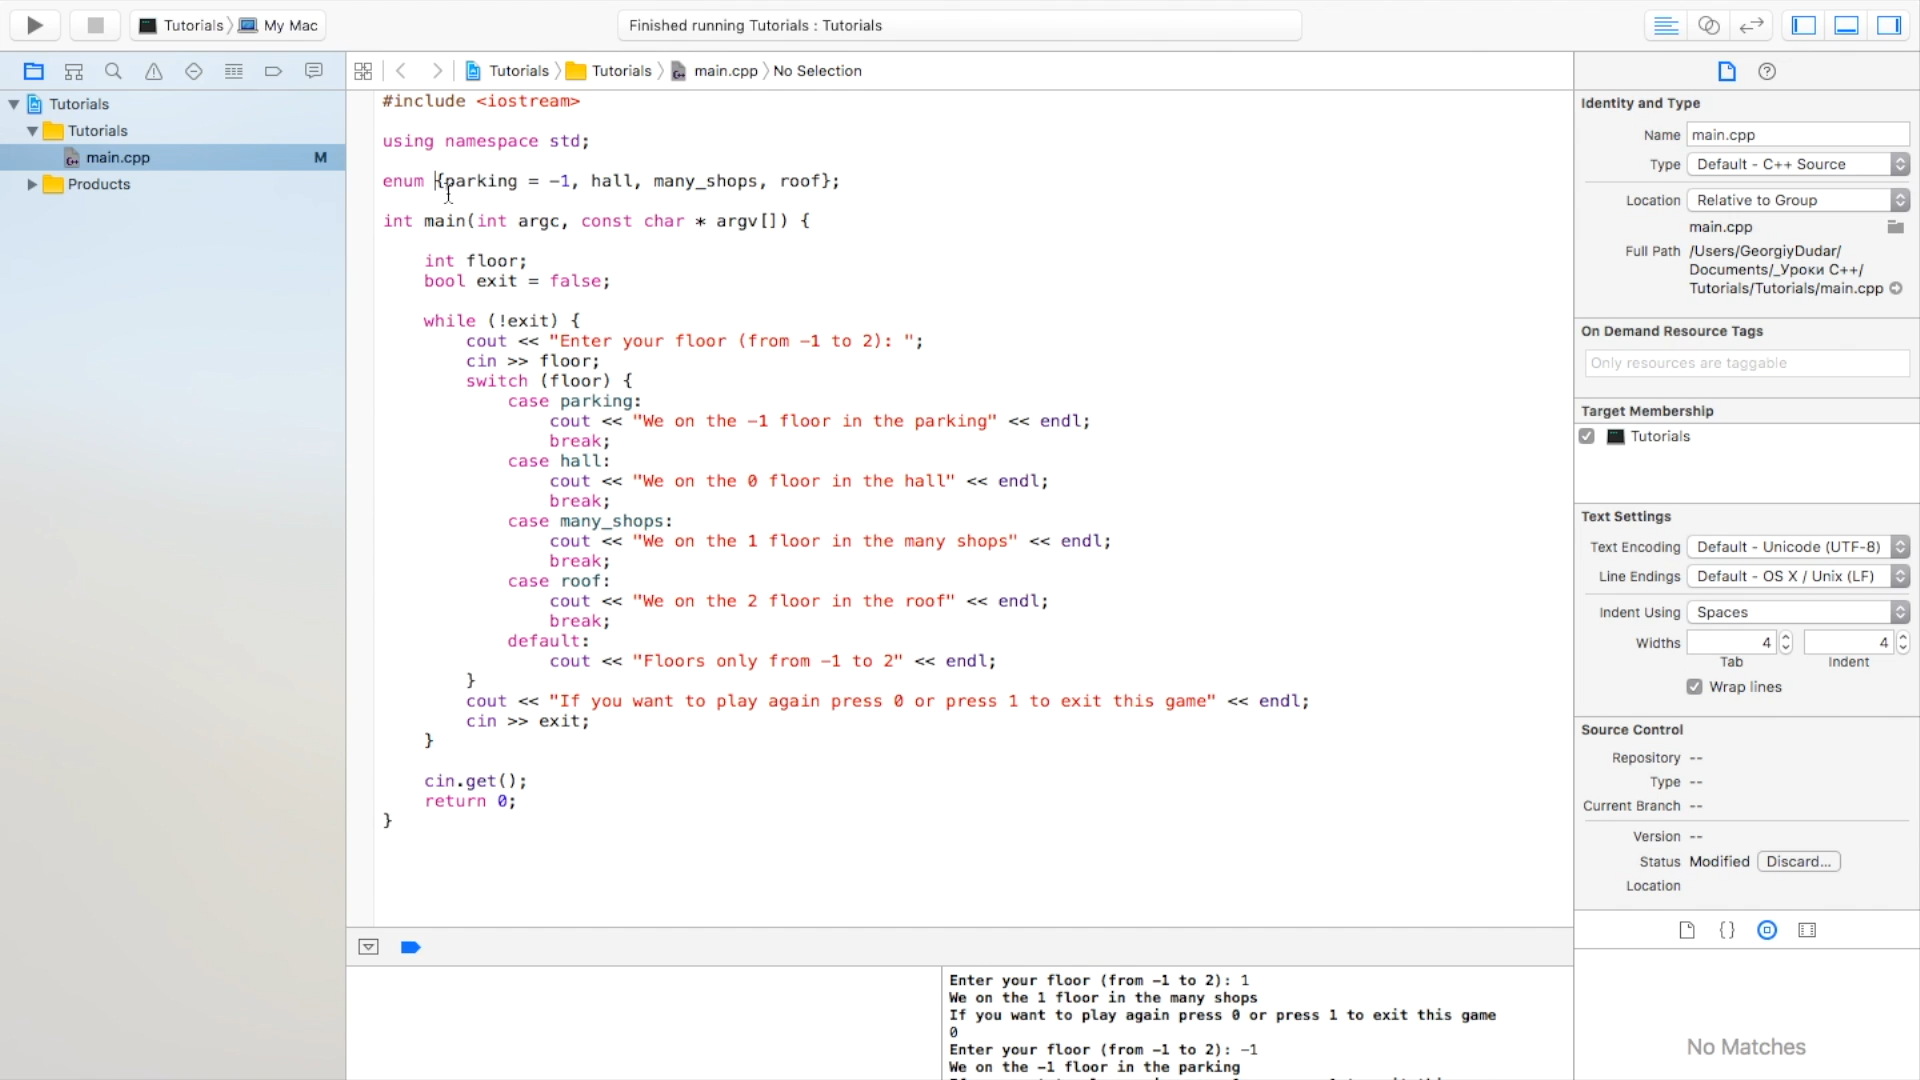 Tutorials
My Mac
Finished running Tutorials : Tutorials
Tutorials
Tutorials
main.cpp
No Selection
Tutorials
Tutorials
main.cpp M
Products
#include <iostream>
using namespace std;
enum {parking = -1, hall, many_shops, roof};
int main(int argc, const char * argv[]) {
int floor;
bool exit = false;
while (!exit) {
cout << "Enter your floor (from -1 to 2): ";
cin >> floor;
switch (floor) {
case parking:
cout << "We on the -1 floor in the parking" << endl;
break;
case hall:
cout << "We on the 0 floor in the hall" << endl;
break;
case many_shops:
cout << "We on the 1 floor in the many shops" << endl;
break;
case roof:
cout << "We on the 2 floor in the roof" << endl;
break;
default:
cout << "Floors only from -1 to 2" << endl;
}
cout << "If you want to play again press 0 or press 1 to exit this game" << endl;
cin >> exit;
}
cin.get();
return 0;
}
Enter your floor (from -1 to 2): 1
We on the 1 floor in the many shops
If you want to play again press 0 or press 1 to exit this game
0
Enter your floor (from -1 to 2): -1
We on the -1 floor in the parking
Identity and Type
Name main.cpp
Type Default - C++ Source
Location Relative to Group
main.cpp
Full Path /Users/GeorgiyDudar/
Documents/_Уроки C++/
Tutorials/Tutorials/main.cpp
On Demand Resource Tags
Only resources are taggable
Target Membership
Tutorials
Text Settings
Text Encoding Default - Unicode (UTF-8)
Line Endings Default - OS X / Unix (LF)
Indent Using Spaces
Widths 4 4
Tab Indent
Wrap lines
Source Control
Repository --
Type --
Current Branch --
Version --
Status Modified Discard...
Location
No Matches